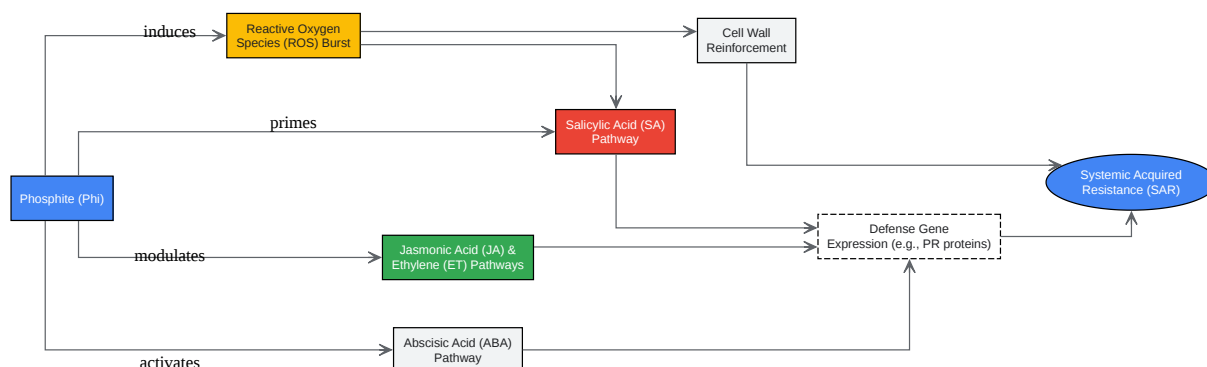 induces
Reactive Oxygen
Species (ROS) Burst
Cell Wall
Reinforcement
primes
Salicylic Acid (SA)
Pathway
Phosphite (Phi)
Systemic Acquired
Resistance (SAR)
modulates
Jasmonic Acid (JA) &
Ethylene (ET) Pathways
Defense Gene
Expression (e.g., PR proteins)
activates
Abscisic Acid (ABA)
Pathway